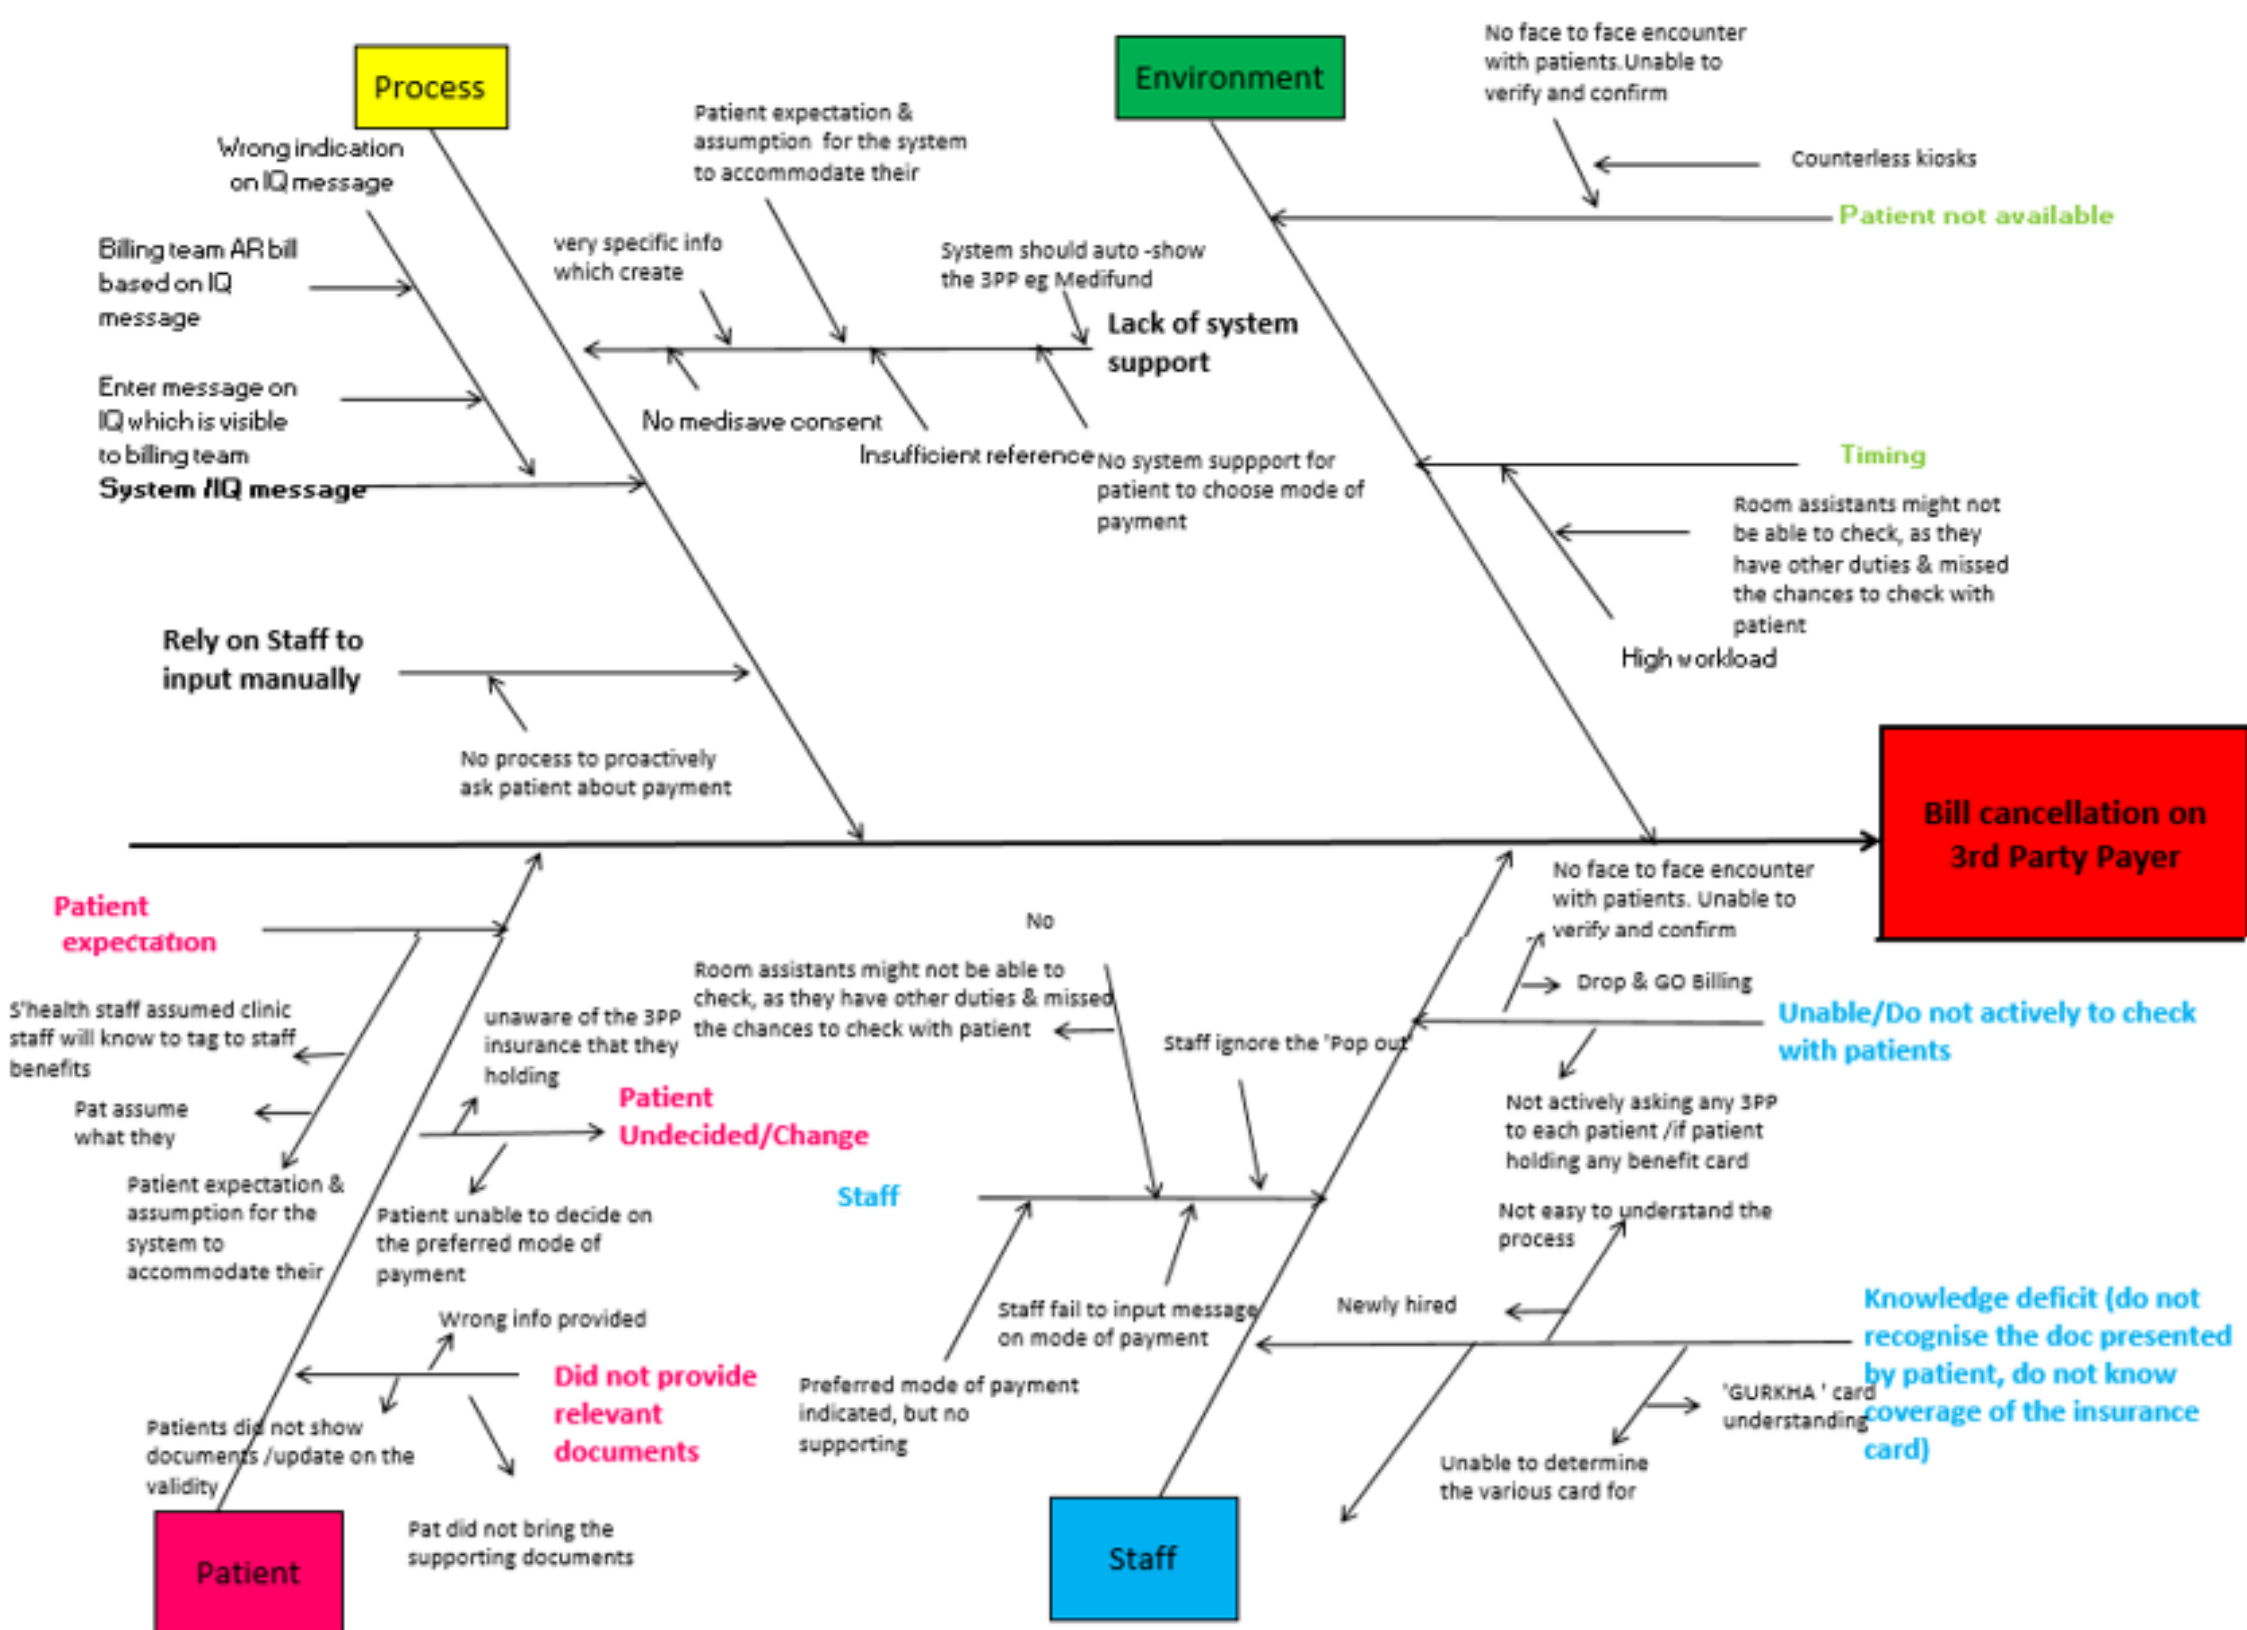 Process
Wrong indication
on IQ message
Billing team AR bill
based on IQ
message
Enter message on
IQ which is visible
to billing team
System /IQ message
Patient expectation &
assumption  for the system
to accommodate their
very specific info
which create
System should auto -show
the 3PP eg Medifund
Lack of system
support
No medisave consent
Insufficient reference
No system suppport for
patient to choose mode of
payment
Rely on Staff to
input manually
No process to proactively
ask patient about payment
Environment
No face to face encounter
with patients.Unable to
verify and confirm
Counterless kiosks
Patient not available
Timing
Room assistants might not
be able to check, as they
have other duties & missed
the chances to check with
patient
High workload
Bill cancellation on
3rd Party Payer
Patient
expectation
S'health staff assumed clinic
staff will know to tag to staff
benefits
Pat assume
what they
Patient expectation &
assumption for the
system to
accommodate their
unaware of the 3PP
insurance that they
holding
Patient
Undecided/Change
Patient unable to decide on
the preferred mode of
payment
Wrong info provided
Did not provide
relevant
documents
Patients did not show
documents /update on the
validity
Pat did not bring the
supporting documents
Patient
No
Room assistants might not be able to
check, as they have other duties & missed
the chances to check with patient
Staff ignore the 'Pop out'
Staff
Staff fail to input message
on mode of payment
Preferred mode of payment
indicated, but no
supporting
No face to face encounter
with patients. Unable to
verify and confirm
Drop & GO Billing
Unable/Do not actively to check
with patients
Not actively asking any 3PP
to each patient /if patient
holding any benefit card
Not easy to understand the
process
Newly hired
Knowledge deficit (do not
recognise the doc presented
by patient, do not know
coverage of the insurance
card)
'GURKHA ' card
understanding
Unable to determine
the various card for
Staff